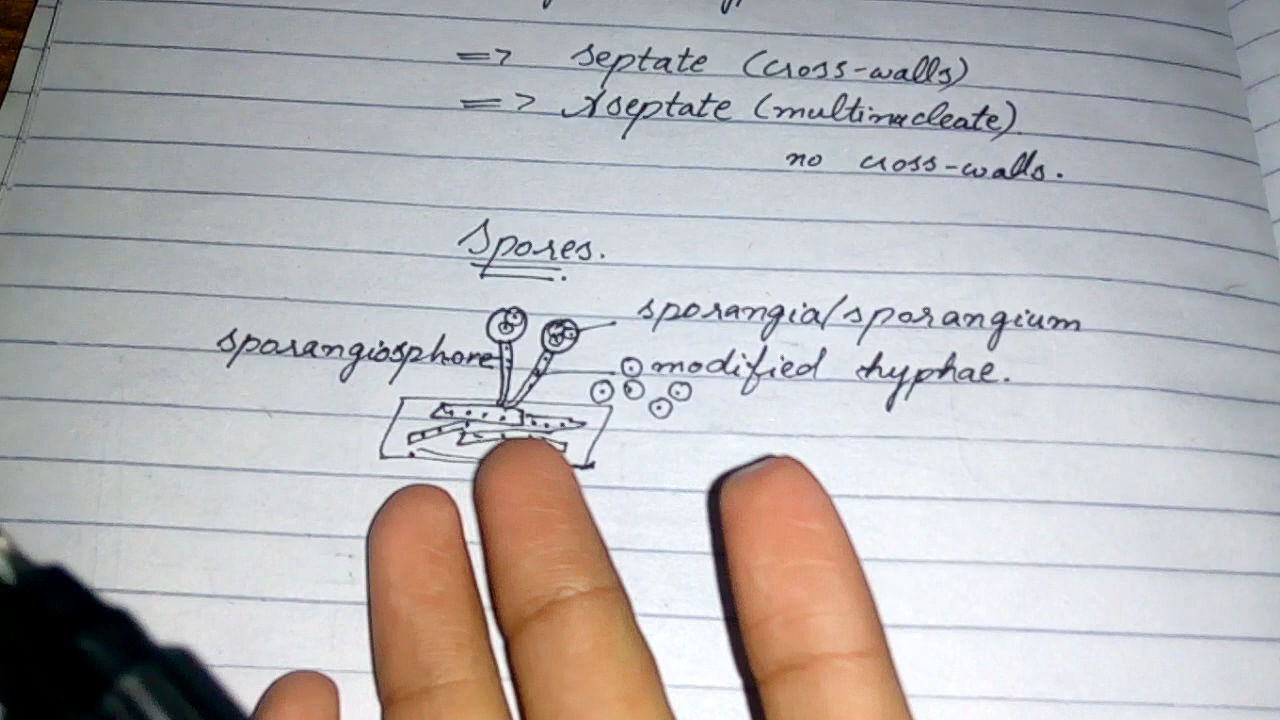 => septate (cross-walls)
=> Aseptate (multinucleate)
no cross-walls.
Spores.
sporangia/sporangium
sporangiosphore
modified hyphae.